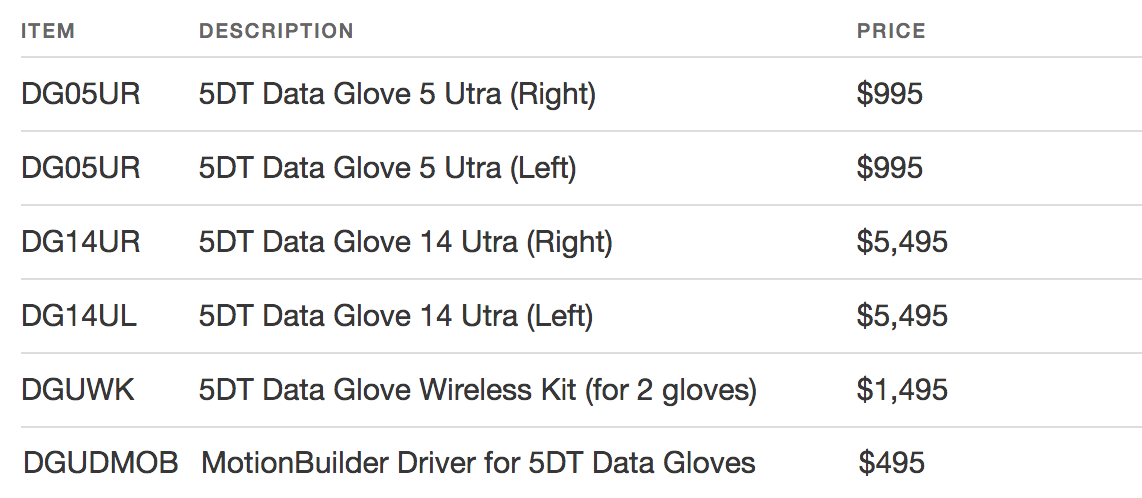 ITEM DESCRIPTION PRICE
DG05UR 5DT Data Glove 5 Utra (Right) $995
DG05UR 5DT Data Glove 5 Utra (Left) $995
DG14UR 5DT Data Glove 14 Utra (Right) $5,495
DG14UL 5DT Data Glove 14 Utra (Left) $5,495
DGUWK 5DT Data Glove Wireless Kit (for 2 gloves) $1,495
DGUDMOB MotionBuilder Driver for 5DT Data Gloves $495